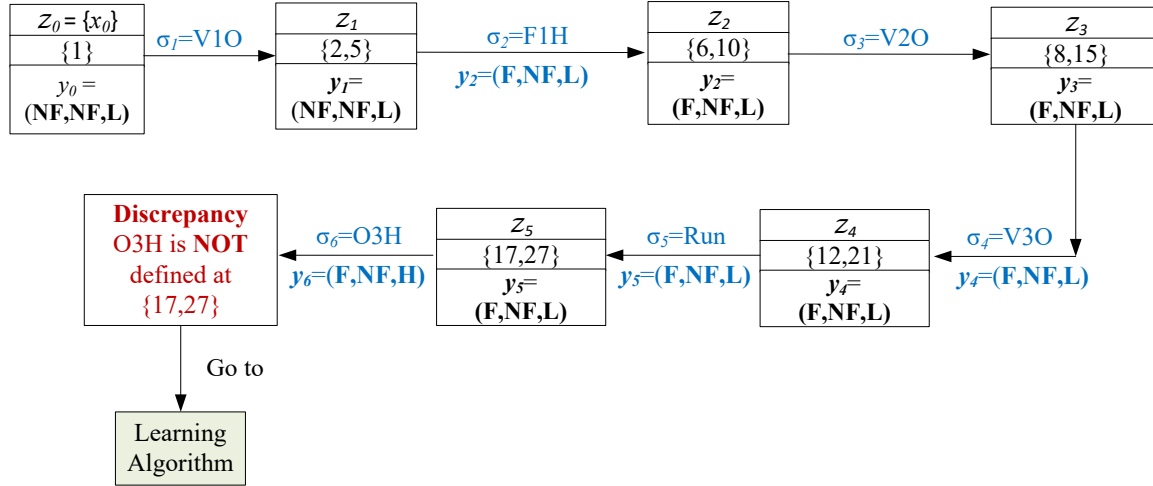 z₀ = {x₀}
{1}
y₀ =
(NF,NF,L)
σ₁=V1O
z₁
{2,5}
y₁=
(NF,NF,L)
σ₂=F1H
y₂=(F,NF,L)
z₂
{6,10}
y₂=
(F,NF,L)
σ₃=V2O
z₃
{8,15}
y₃=
(F,NF,L)
σ₄=V3O
y₄=(F,NF,L)
z₄
{12,21}
y₄=
(F,NF,L)
σ₅=Run
y₅=(F,NF,L)
z₅
{17,27}
y₅=
(F,NF,L)
σ₆=O3H
y₆=(F,NF,H)
Discrepancy
O3H is NOT
defined at
{17,27}
Go to
Learning
Algorithm